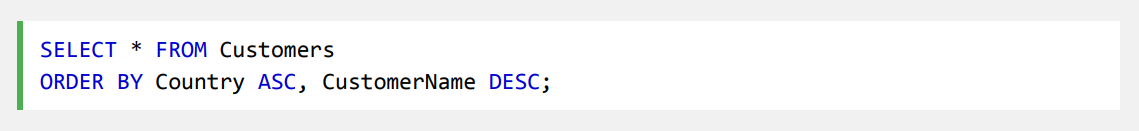 SELECT * FROM Customers
ORDER BY Country ASC, CustomerName DESC;